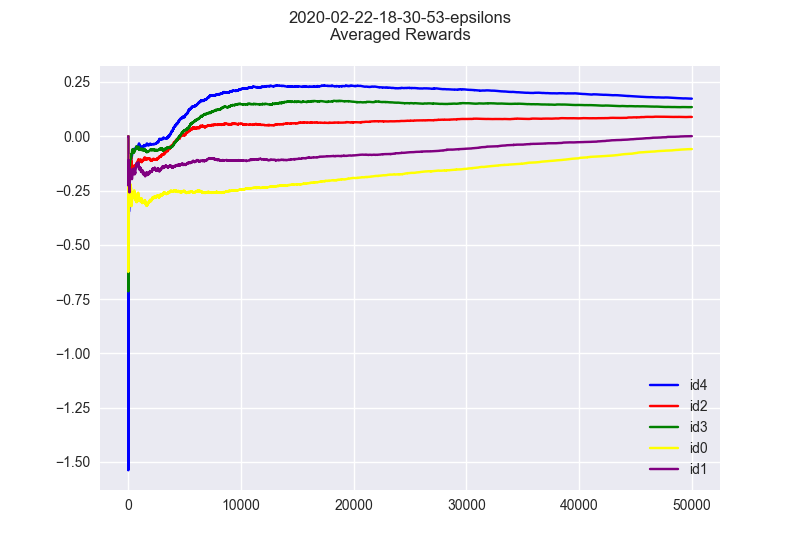 2020-02-22-18-30-53-epsilons
Averaged Rewards
0.25
0.00
−0.25
−0.50
−0.75
−1.00
−1.25
−1.50
0
10000
20000
30000
40000
50000
id4
id2
id3
id0
id1